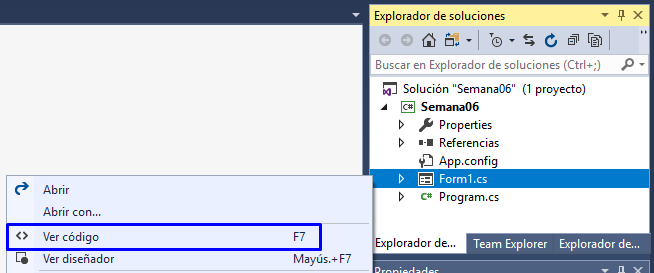 Explorador de soluciones
Buscar en Explorador de soluciones (Ctrl+;)
Solución "Semana06" (1 proyecto)
C# Semana06
Properties
Referencias
App.config
Form1.cs
C# Program.cs
Abrir
Abrir con...
Ver código F7
Ver diseñador Mayús.+F7
Explorador de... Team Explorer Explorador de...
Propiedades